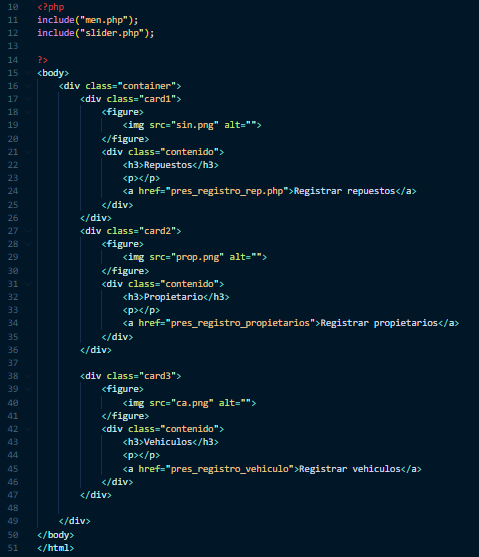 10 <?php
11 include("men.php");
12 include("slider.php");
13
14 ?>
15 <body>
16 <div class="container">
17 <div class="card1">
18 <figure>
19 <img src="sin.png" alt="">
20 </figure>
21 <div class="contenido">
22 <h3>Repuestos</h3>
23 <p></p>
24 <a href="pres_registro_rep.php">Registrar repuestos</a>
25 </div>
26 </div>
27 <div class="card2">
28 <figure>
29 <img src="prop.png" alt="">
30 </figure>
31 <div class="contenido">
32 <h3>Propietario</h3>
33 <p></p>
34 <a href="pres_registro_propietarios">Registrar propietarios</a>
35 </div>
36 </div>
37
38 <div class="card3">
39 <figure>
40 <img src="ca.png" alt="">
41 </figure>
42 <div class="contenido">
43 <h3>Vehiculos</h3>
44 <p></p>
45 <a href="pres_registro_vehiculo">Registrar vehiculos</a>
46 </div>
47 </div>
48
49 </div>
50 </body>
51 </html>